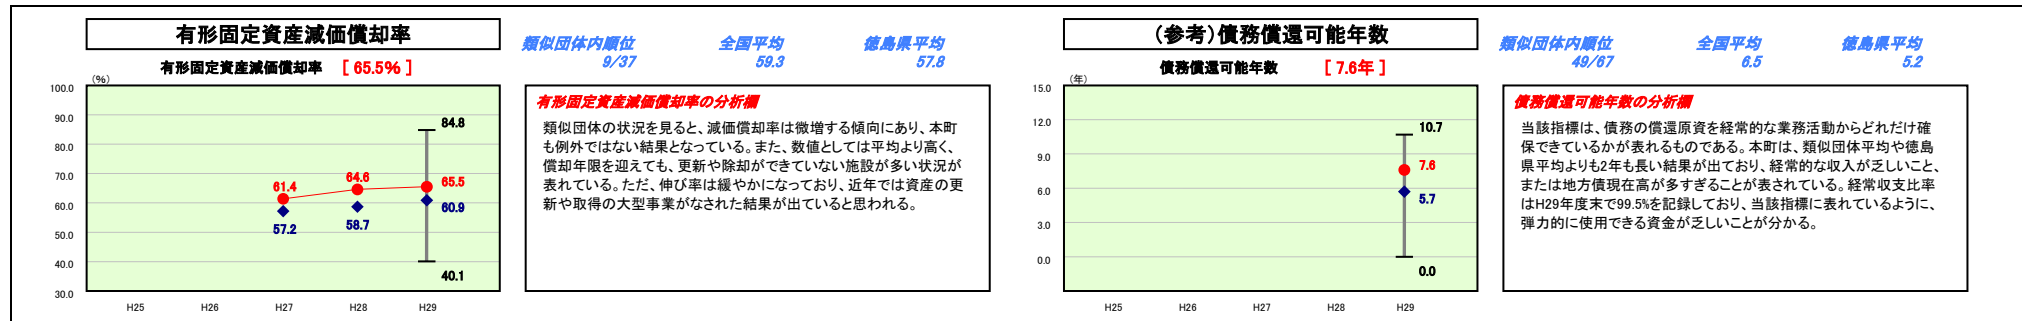 有形固定資産減価償却率
有形固定資産減価償却率 [ 65.5% ]
類似団体内順位 全国平均 徳島県平均
9/37 59.3 57.8
(%)
100.0
90.0
80.0
70.0
60.0
50.0
40.0
30.0
84.8
61.4 64.6 65.5
57.2 58.7 60.9
40.1
H25 H26 H27 H28 H29
有形固定資産減価償却率の分析欄
類似団体の状況を見ると、減価償却率は微増する傾向にあり、本町
も例外ではない結果となっている。また、数値としては平均より高く、
償却年限を迎えても、更新や除却ができていない施設が多い状況が
表れている。ただ、伸び率は緩やかになっており、近年では資産の更
新や取得の大型事業がなされた結果が出ていると思われる。
(参考)債務償還可能年数
債務償還可能年数 [ 7.6年 ]
類似団体内順位 全国平均 徳島県平均
49/67 6.5 5.2
(年)
15.0
12.0
9.0
6.0
3.0
0.0
10.7
7.6
5.7
0.0
H25 H26 H27 H28 H29
債務償還可能年数の分析欄
当該指標は、債務の償還原資を経常的な業務活動からどれだけ確
保できているかが表れるものである。本町は、類似団体平均や徳島
県平均よりも2年も長い結果が出ており、経常的な収入が乏しいこと、
または地方債現在高が多すぎることが表されている。経常収支比率
はH29年度末で99.5%を記録しており、当該指標に表れているように、
弾力的に使用できる資金が乏しいことが分かる。